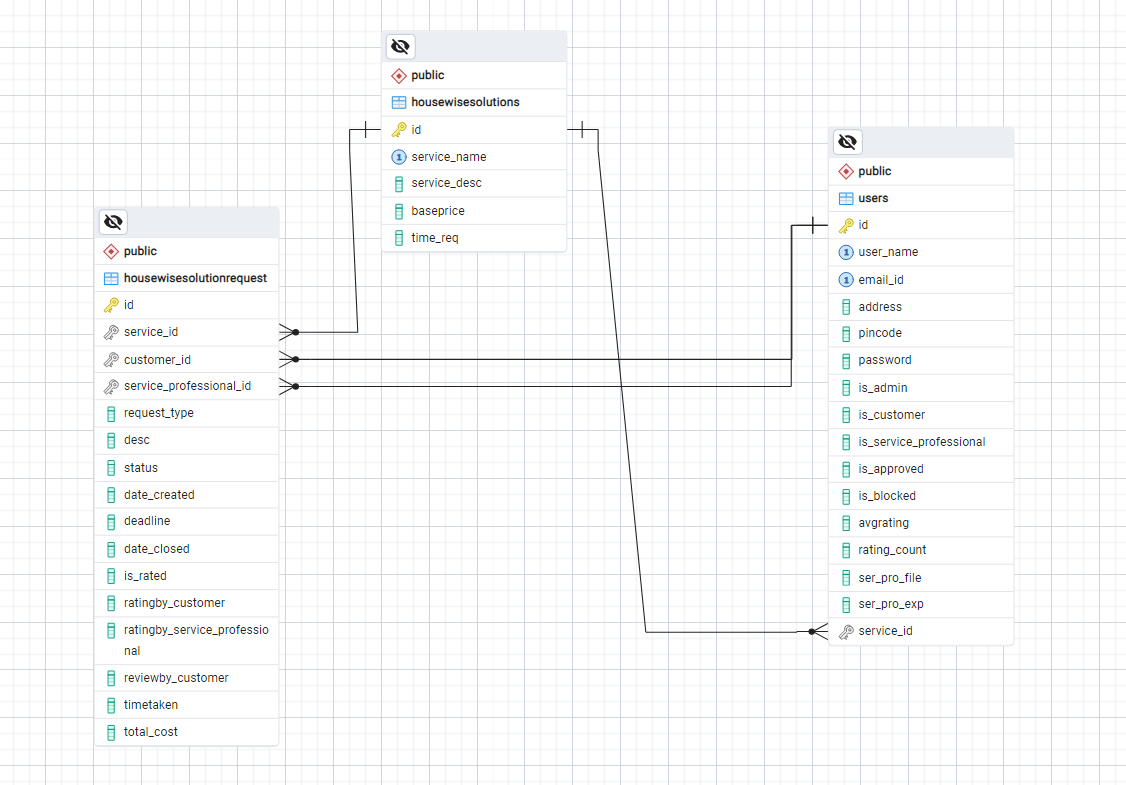 public
housewisesolutions
id
service_name
service_desc
baseprice
time_req
public
users
id
user_name
email_id
address
pincode
password
is_admin
is_customer
is_service_professional
is_approved
is_blocked
avgrating
rating_count
ser_pro_file
ser_pro_exp
service_id
public
housewisesolutionrequest
id
service_id
customer_id
service_professional_id
request_type
desc
status
date_created
deadline
date_closed
is_rated
ratingby_customer
ratingby_service_professio
nal
reviewby_customer
timetaken
total_cost